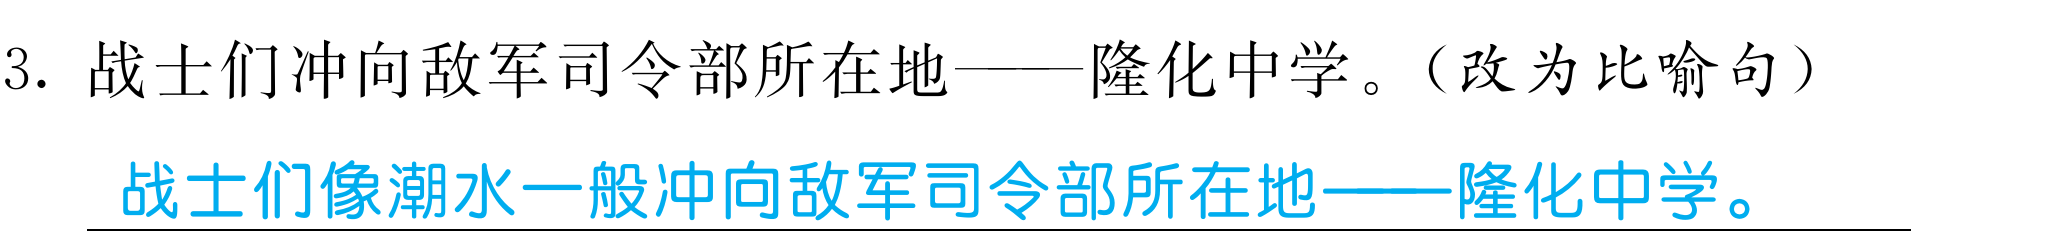 3. 战士们冲向敌军司令部所在地——隆化中学。（改为比喻句）
战士们像潮水一般冲向敌军司令部所在地——隆化中学。